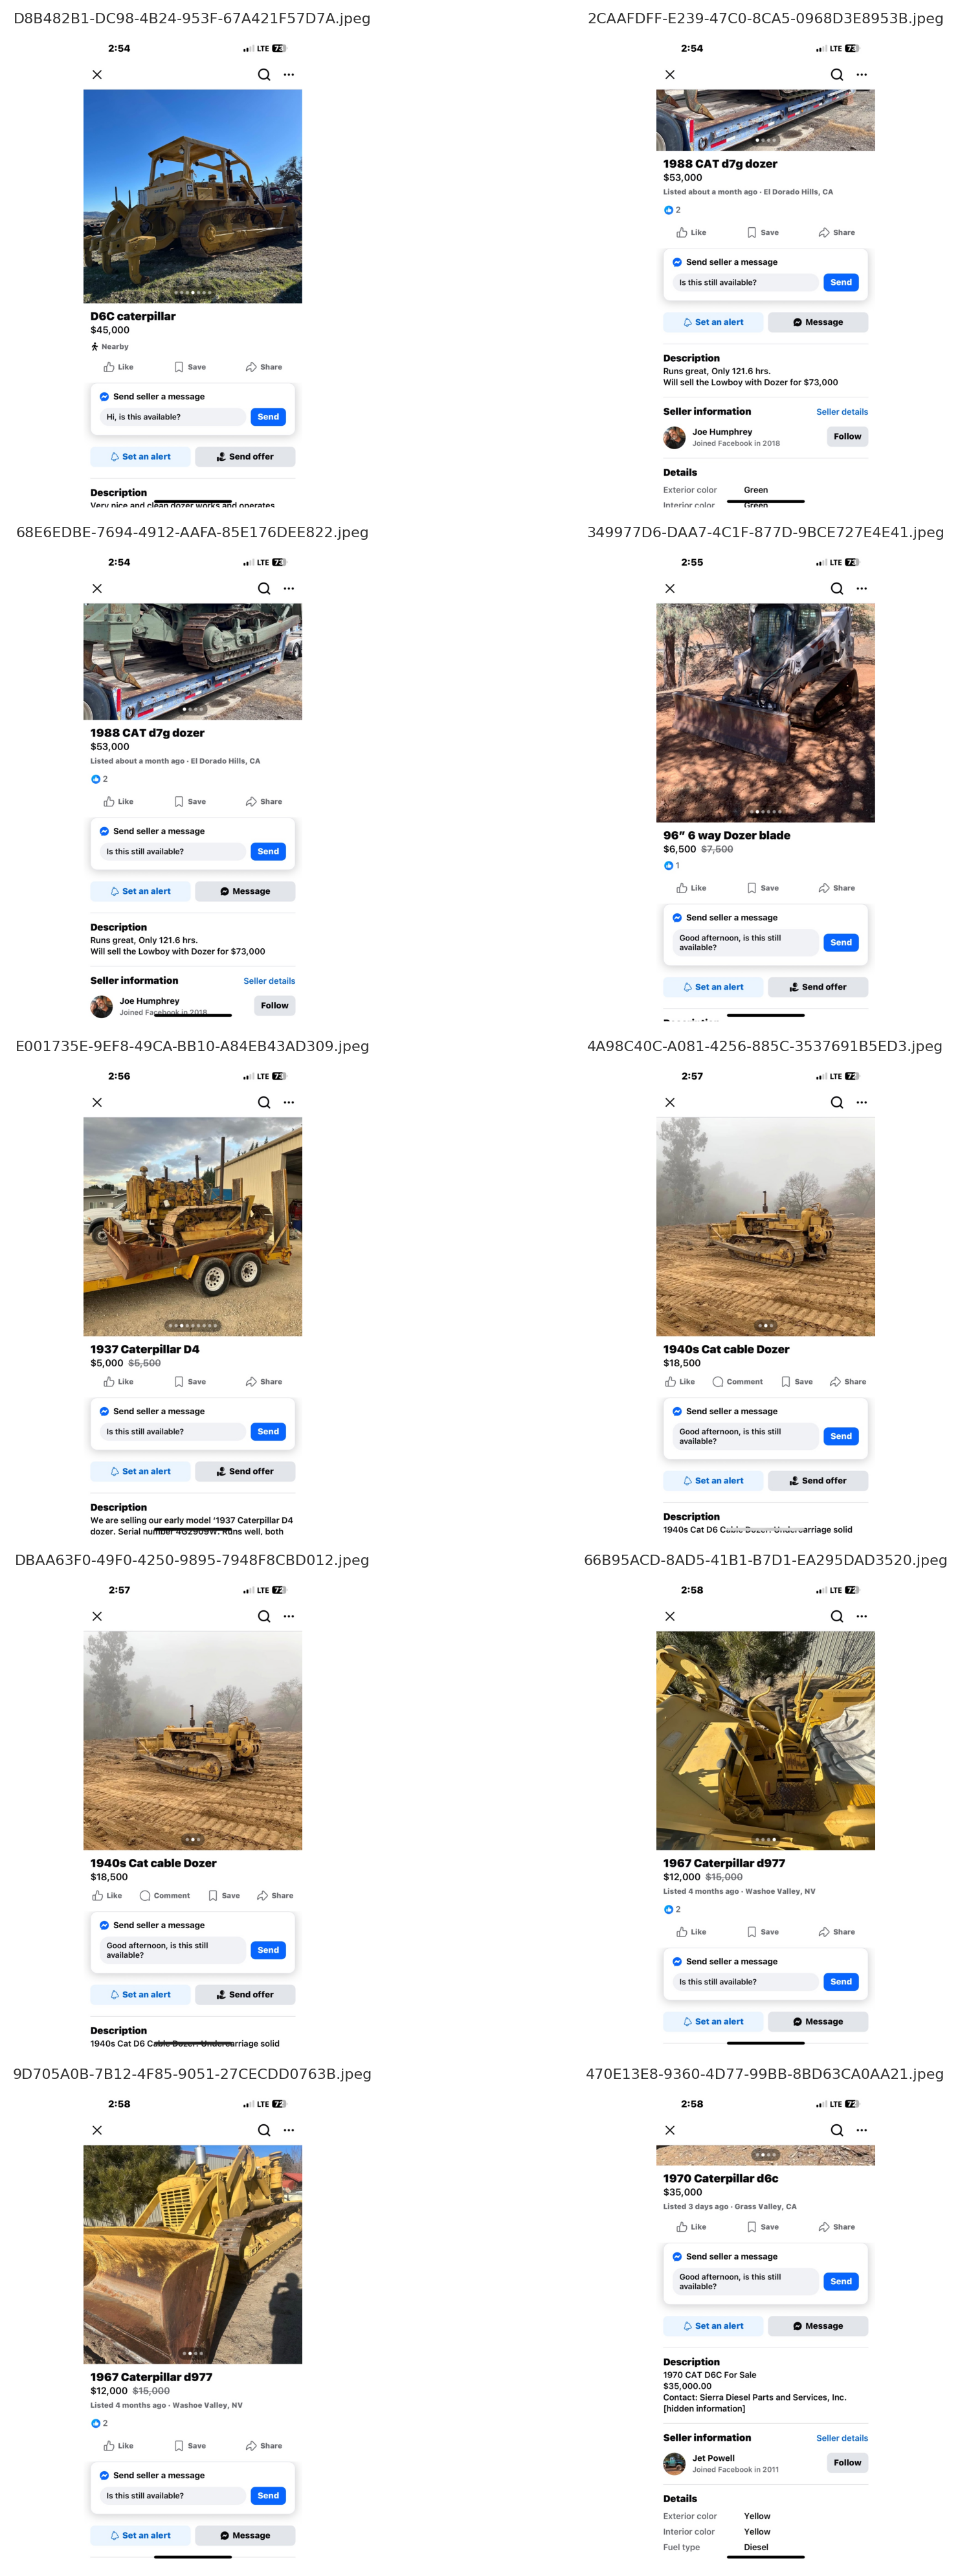 D8B482B1-DC98-4B24-953F-67A421F57D7A.jpeg
2:54
LTE 73
D6C caterpillar
$45,000
Nearby
Like Save Share
Send seller a message
Hi, is this available? Send
Set an alert Send offer
Description
Very nice and clean dozer works and operates
2CAAFDFF-E239-47C0-8CA5-0968D3E8953B.jpeg
2:54
LTE 73
1988 CAT d7g dozer
$53,000
Listed about a month ago · El Dorado Hills, CA
2
Like Save Share
Send seller a message
Is this still available? Send
Set an alert Message
Description
Runs great, Only 121.6 hrs.
Will sell the Lowboy with Dozer for $73,000
Seller information Seller details
Joe Humphrey
Joined Facebook in 2018
Follow
Details
Exterior color Green
Interior color Green
68E6EDBE-7694-4912-AAFA-85E176DEE822.jpeg
2:54
LTE 73
1988 CAT d7g dozer
$53,000
Listed about a month ago · El Dorado Hills, CA
2
Like Save Share
Send seller a message
Is this still available? Send
Set an alert Message
Description
Runs great, Only 121.6 hrs.
Will sell the Lowboy with Dozer for $73,000
Seller information Seller details
Joe Humphrey
Joined Facebook in 2018
Follow
349977D6-DAA7-4C1F-877D-9BCE727E4E41.jpeg
2:55
LTE 73
96” 6 way Dozer blade
$6,500 $7,500
1
Like Save Share
Send seller a message
Good afternoon, is this still
available?
Send
Set an alert Send offer
Description
E001735E-9EF8-49CA-BB10-A84EB43AD309.jpeg
2:56
LTE 73
1937 Caterpillar D4
$5,000 $5,500
Like Save Share
Send seller a message
Is this still available? Send
Set an alert Send offer
Description
We are selling our early model ‘1937 Caterpillar D4
dozer. Serial number 4G2909W. Runs well, both
4A98C40C-A081-4256-885C-3537691B5ED3.jpeg
2:57
LTE 72
1940s Cat cable Dozer
$18,500
Like Comment Save Share
Send seller a message
Good afternoon, is this still
available?
Send
Set an alert Send offer
Description
1940s Cat D6 Cable Dozer. Undercarriage solid
DBAA63F0-49F0-4250-9895-7948F8CBD012.jpeg
2:57
LTE 72
1940s Cat cable Dozer
$18,500
Like Comment Save Share
Send seller a message
Good afternoon, is this still
available?
Send
Set an alert Send offer
Description
1940s Cat D6 Cable Dozer. Undercarriage solid
66B95ACD-8AD5-41B1-B7D1-EA295DAD3520.jpeg
2:58
LTE 72
1967 Caterpillar d977
$12,000 $15,000
Listed 4 months ago · Washoe Valley, NV
2
Like Save Share
Send seller a message
Is this still available? Send
Set an alert Message
9D705A0B-7B12-4F85-9051-27CECDD0763B.jpeg
2:58
LTE 72
1967 Caterpillar d977
$12,000 $15,000
Listed 4 months ago · Washoe Valley, NV
2
Like Save Share
Send seller a message
Is this still available? Send
Set an alert Message
470E13E8-9360-4D77-99BB-8BD63CA0AA21.jpeg
2:58
LTE 72
1970 Caterpillar d6c
$35,000
Listed 3 days ago · Grass Valley, CA
Like Save Share
Send seller a message
Good afternoon, is this still
available?
Send
Set an alert Message
Description
1970 CAT D6C For Sale
$35,000.00
Contact: Sierra Diesel Parts and Services, Inc.
[hidden information]
Seller information Seller details
Jet Powell
Joined Facebook in 2011
Follow
Details
Exterior color Yellow
Interior color Yellow
Fuel type Diesel